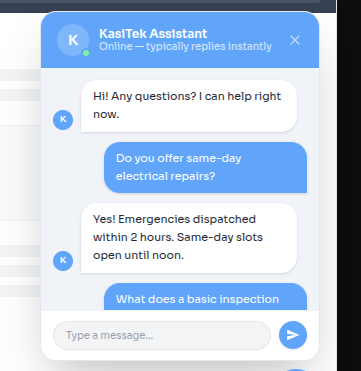 K
KasiTek Assistant
Online — typically replies instantly
Hi! Any questions? I can help right
now.
K
Do you offer same-day
electrical repairs?
Yes! Emergencies dispatched
within 2 hours. Same-day slots
open until noon.
K
What does a basic inspection
Type a message...